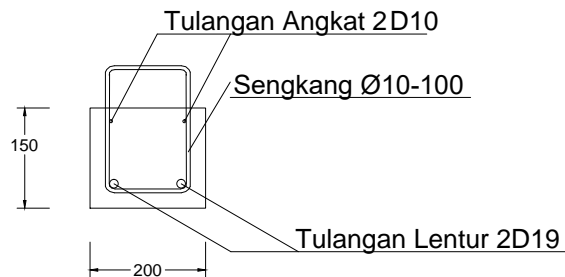 Tulangan Angkat 2D10
Sengkang Ø10-100
150
Tulangan Lentur 2D19
200